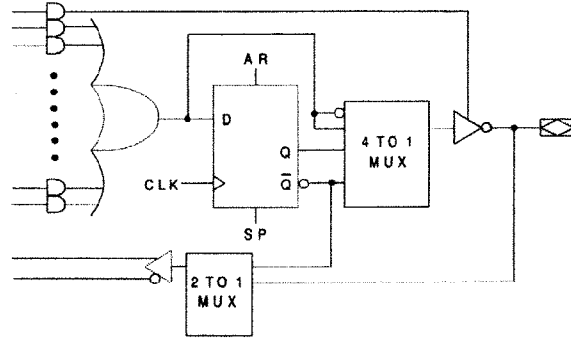 AR
D
Q
4 TO 1
MUX
CLK
Q̅
SP
2 TO 1
MUX